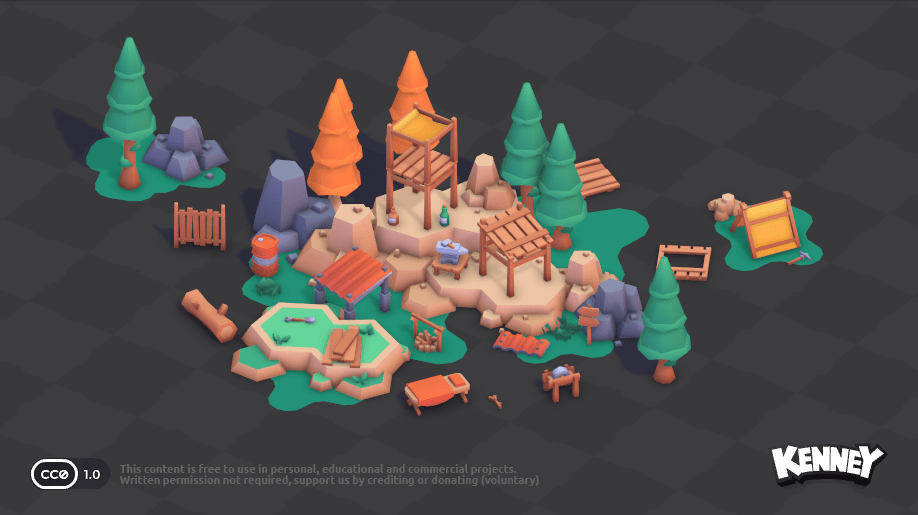 CC0 1.0
This content is free to use in personal, educational and commercial projects.
Written permission not required, support us by crediting or donating (voluntary)
KENNEY